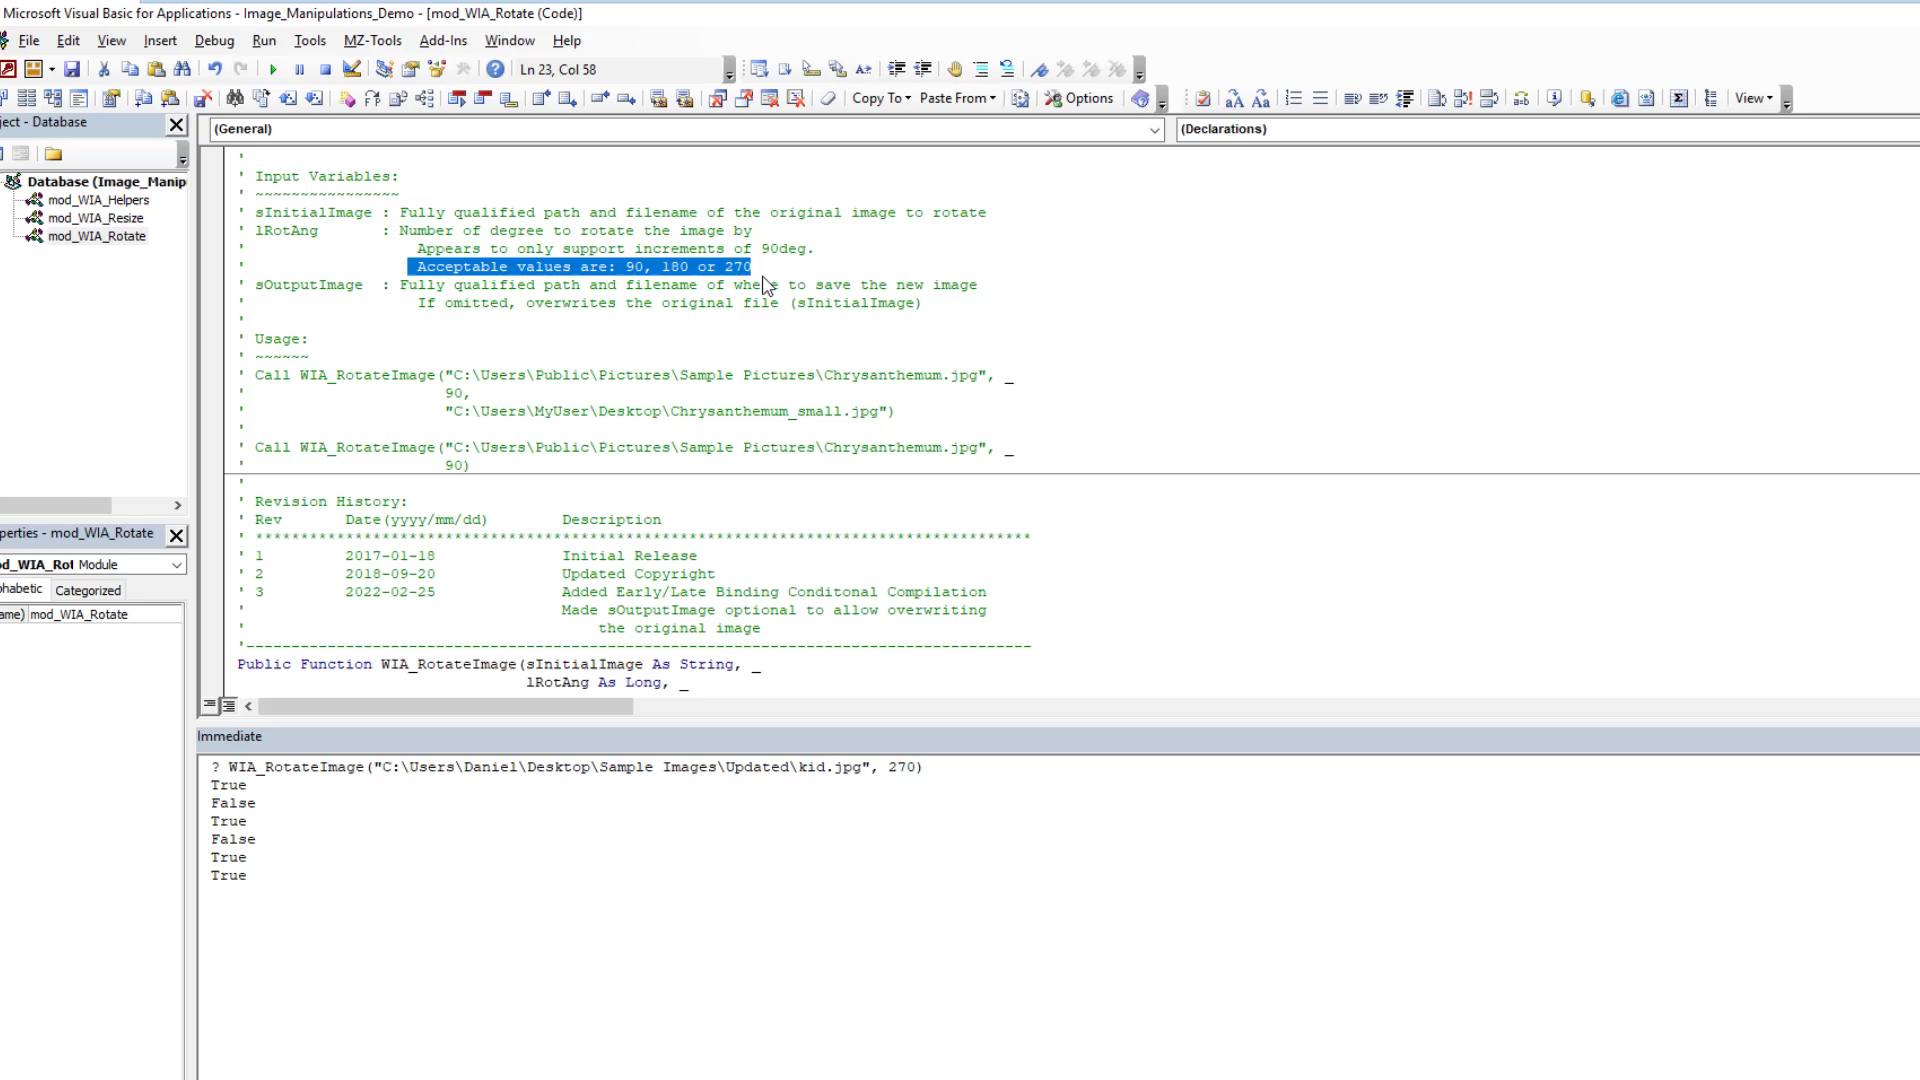 Microsoft Visual Basic for Applications - Image_Manipulations_Demo - [mod_WIA_Rotate (Code)]
File Edit View Insert Debug Run Tools MZ-Tools Add-Ins Window Help
Ln 23, Col 58
Copy To Paste From Options View
ject - Database
(General) (Declarations)
Database (Image_Manip
mod_WIA_Helpers
mod_WIA_Resize
mod_WIA_Rotate
perties - mod_WIA_Rotate
od_WIA_Rot Module
habetic Categorized
ame) mod_WIA_Rotate
'
' Input Variables:
' ~~~~~~~~~~~~~~~~
' sInitialImage : Fully qualified path and filename of the original image to rotate
' lRotAng : Number of degree to rotate the image by
' Appears to only support increments of 90deg.
' Acceptable values are: 90, 180 or 270
' sOutputImage : Fully qualified path and filename of where to save the new image
' If omitted, overwrites the original file (sInitialImage)
'
' Usage:
' ~~~~~~
' Call WIA_RotateImage("C:\Users\Public\Pictures\Sample Pictures\Chrysanthemum.jpg", _
' 90,
' "C:\Users\MyUser\Desktop\Chrysanthemum_small.jpg")
'
' Call WIA_RotateImage("C:\Users\Public\Pictures\Sample Pictures\Chrysanthemum.jpg", _
' 90)
'
' Revision History:
' Rev Date(yyyy/mm/dd) Description
' **************************************************************************************
' 1 2017-01-18 Initial Release
' 2 2018-09-20 Updated Copyright
' 3 2022-02-25 Added Early/Late Binding Conditonal Compilation
' Made sOutputImage optional to allow overwriting
' the original image
'---------------------------------------------------------------------------------------
Public Function WIA_RotateImage(sInitialImage As String, _
lRotAng As Long, _
Immediate
? WIA_RotateImage("C:\Users\Daniel\Desktop\Sample Images\Updated\kid.jpg", 270)
True
False
True
False
True
True